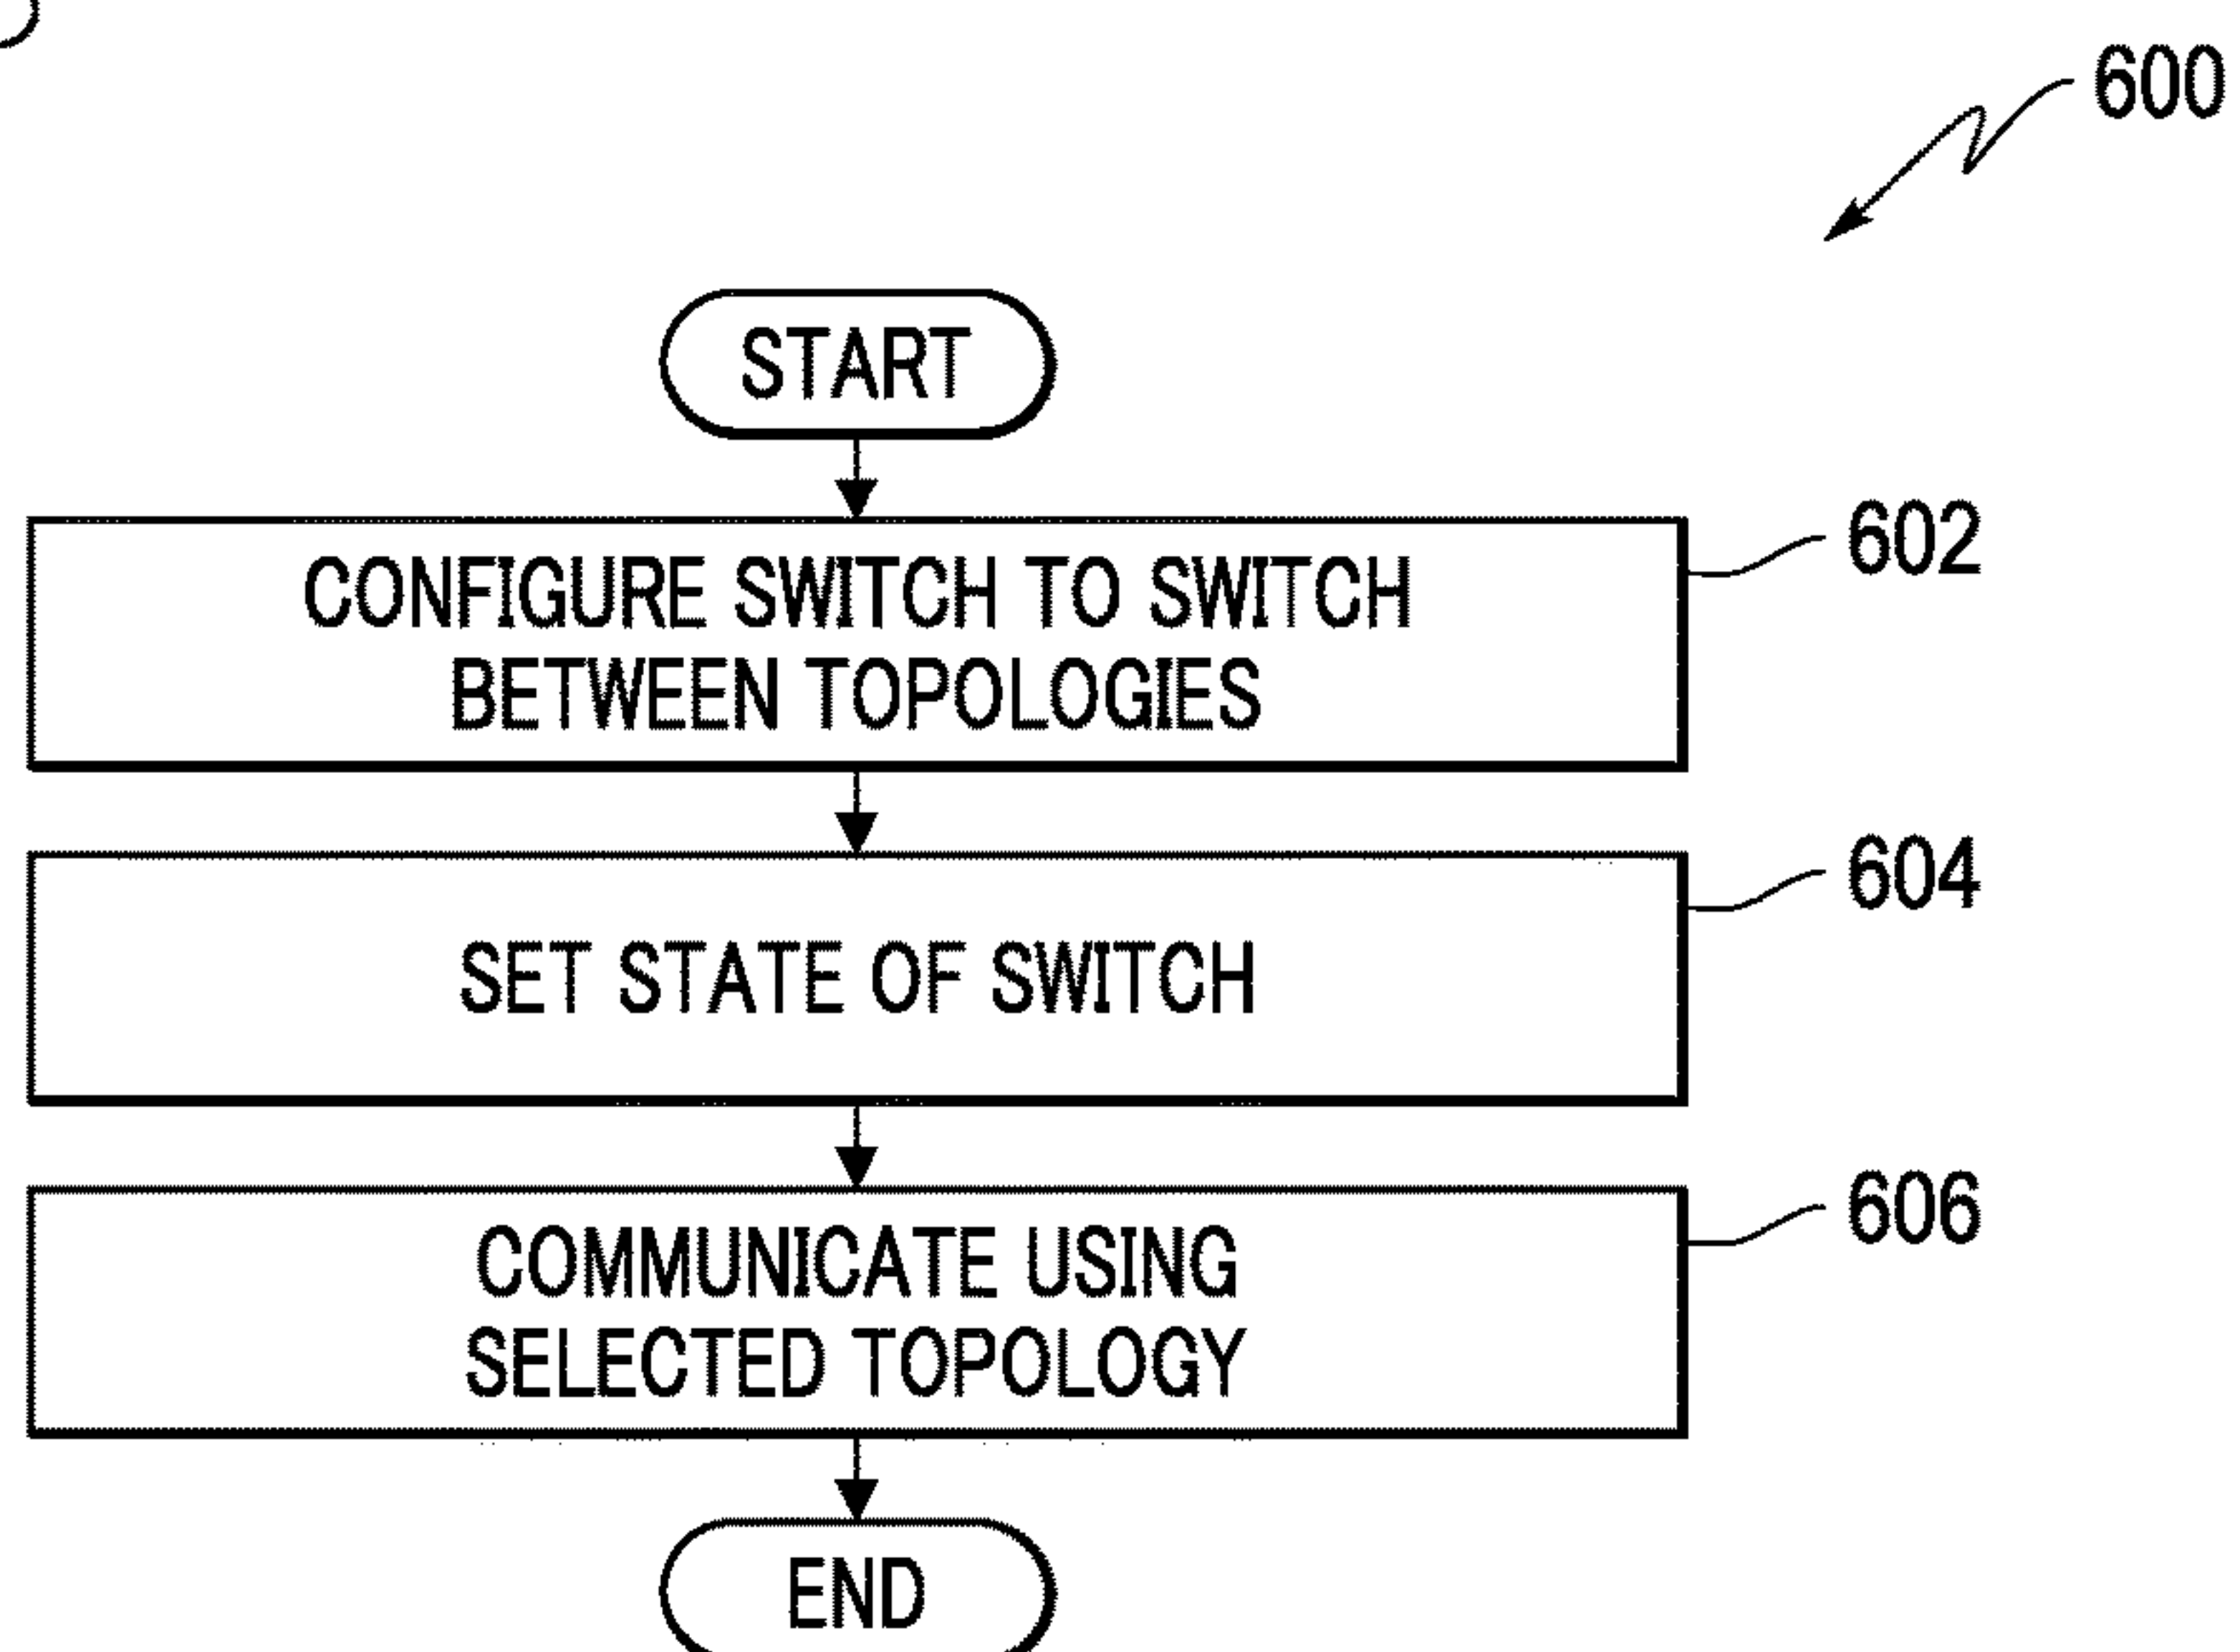 600
START
CONFIGURE SWITCH TO SWITCH
BETWEEN TOPOLOGIES
602
SET STATE OF SWITCH
604
COMMUNICATE USING
SELECTED TOPOLOGY
606
END